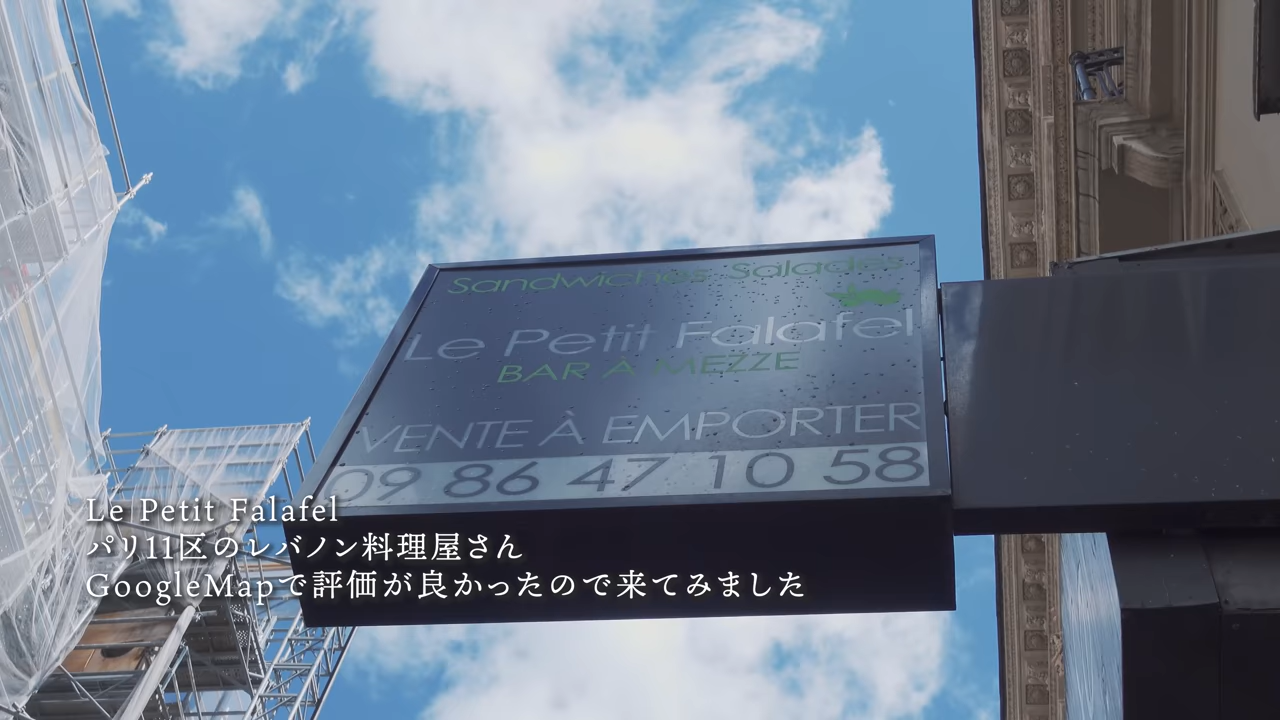 Sandwiches Salades
Le Petit Falafel
BAR A MEZZE
VENTE À EMPORTER
09 86 47 10 58
Le Petit Falafel
パリ11区のレバノン料理屋さん
GoogleMapで評価が良かったので来てみました